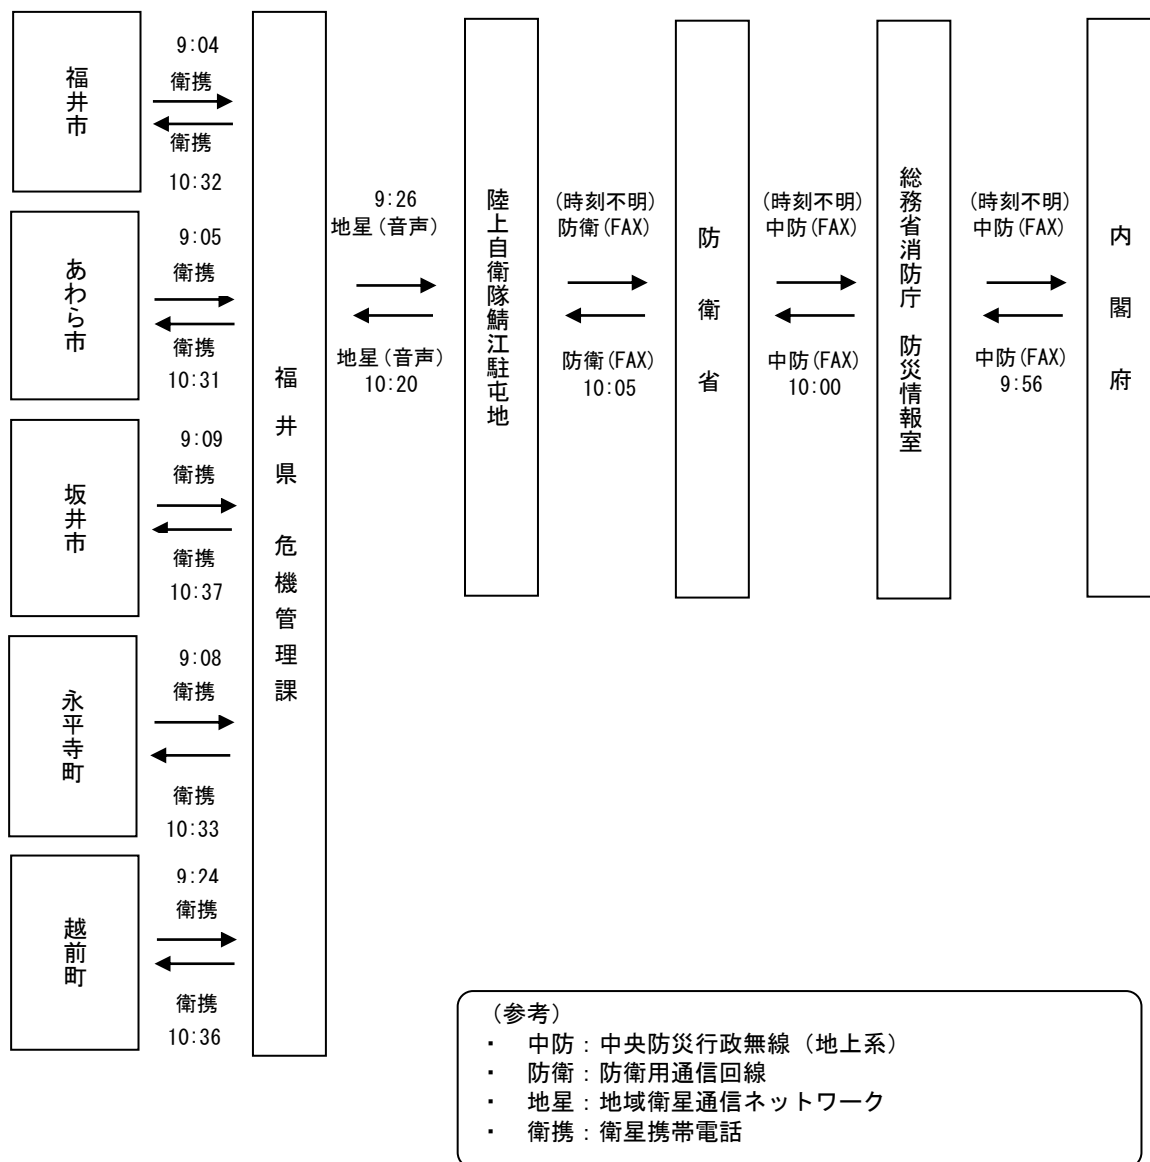 福井市
9:04
衛携
衛携
10:32
あわら市
9:05
衛携
衛携
10:31
坂井市
9:09
衛携
衛携
10:37
永平寺町
9:08
衛携
衛携
10:33
越前町
9:24
衛携
衛携
10:36
福井県　危機管理課
9:26
地星(音声)
地星(音声)
10:20
陸上自衛隊鯖江駐屯地
(時刻不明)
防衛(FAX)
防衛(FAX)
10:05
防衛省
(時刻不明)
中防(FAX)
中防(FAX)
10:00
総務省消防庁　防災情報室
(時刻不明)
中防(FAX)
中防(FAX)
9:56
内閣府
（参考）
・　中防：中央防災行政無線（地上系）
・　防衛：防衛用通信回線
・　地星：地域衛星通信ネットワーク
・　衛携：衛星携帯電話